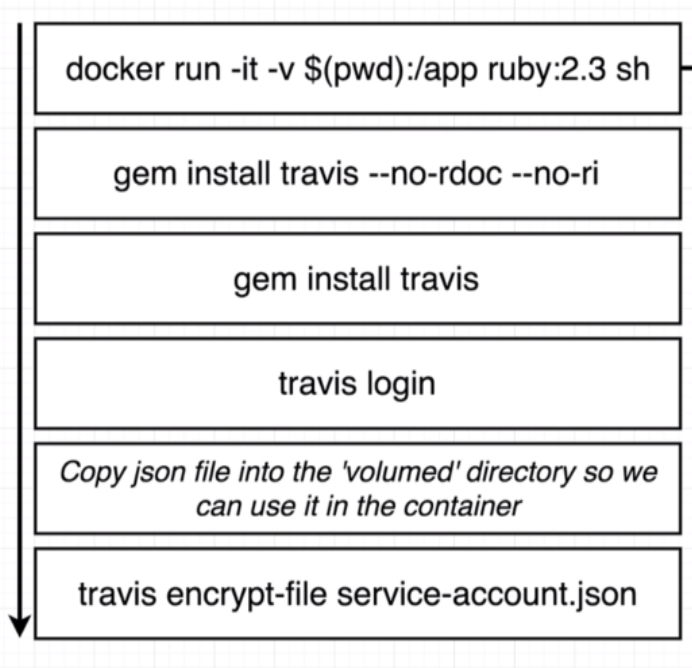 docker run -it -v $(pwd):/app ruby:2.3 sh
gem install travis --no-rdoc --no-ri
gem install travis
travis login
Copy json file into the 'volumed' directory so we
can use it in the container
travis encrypt-file service-account.json